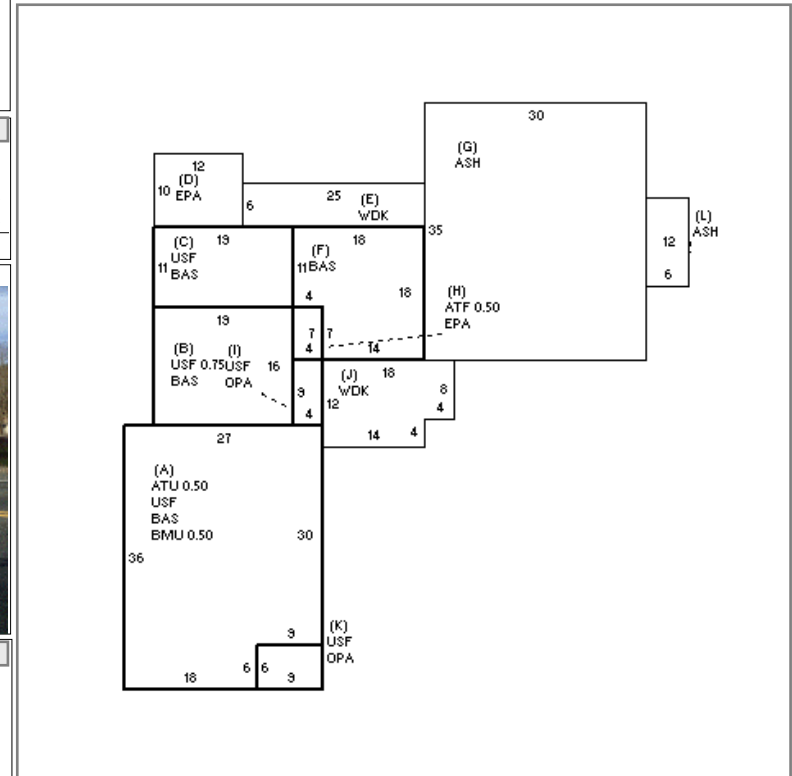 30
(G)
ASH
12
(D)
10 EPA
25 (E)
6 WDK
(L)
ASH
35
(C) 19 18
USF (F)
11 BAS 11 BAS
12
6
4 18
(H)
ATF 0.50
EPA
19
7 7
4 14
(B) (I)
USF 0.75 USF 16
BAS OPA
(J) 18
WDK
9 12 8
4 4
14 4
27
(A)
ATU 0.50
USF
BAS
BMU 0.50 30
36
9 (K)
USF
OPA
6 6
18 9